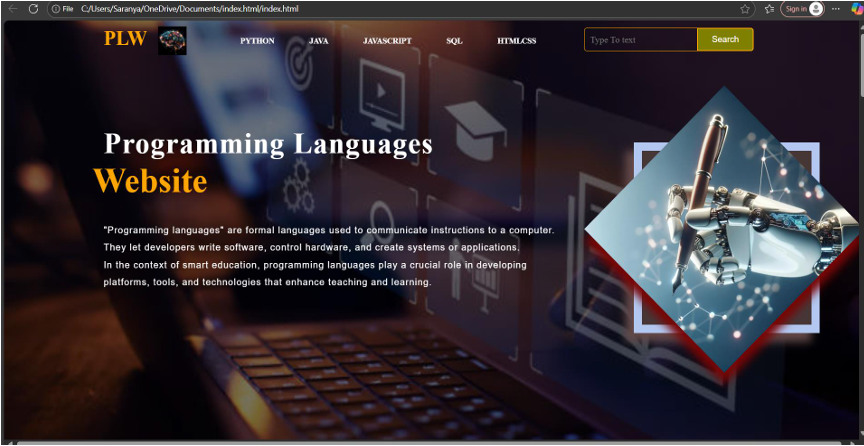 File C:/Users/Saranya/OneDrive/Documents/index.html/index.html Sign in
PLW PYTHON JAVA JAVASCRIPT SQL HTMLCSS Type To text Search
Programming Languages
Website
"Programming languages" are formal languages used to communicate instructions to a computer.
They let developers write software, control hardware, and create systems or applications.
In the context of smart education, programming languages play a crucial role in developing
platforms, tools, and technologies that enhance teaching and learning.